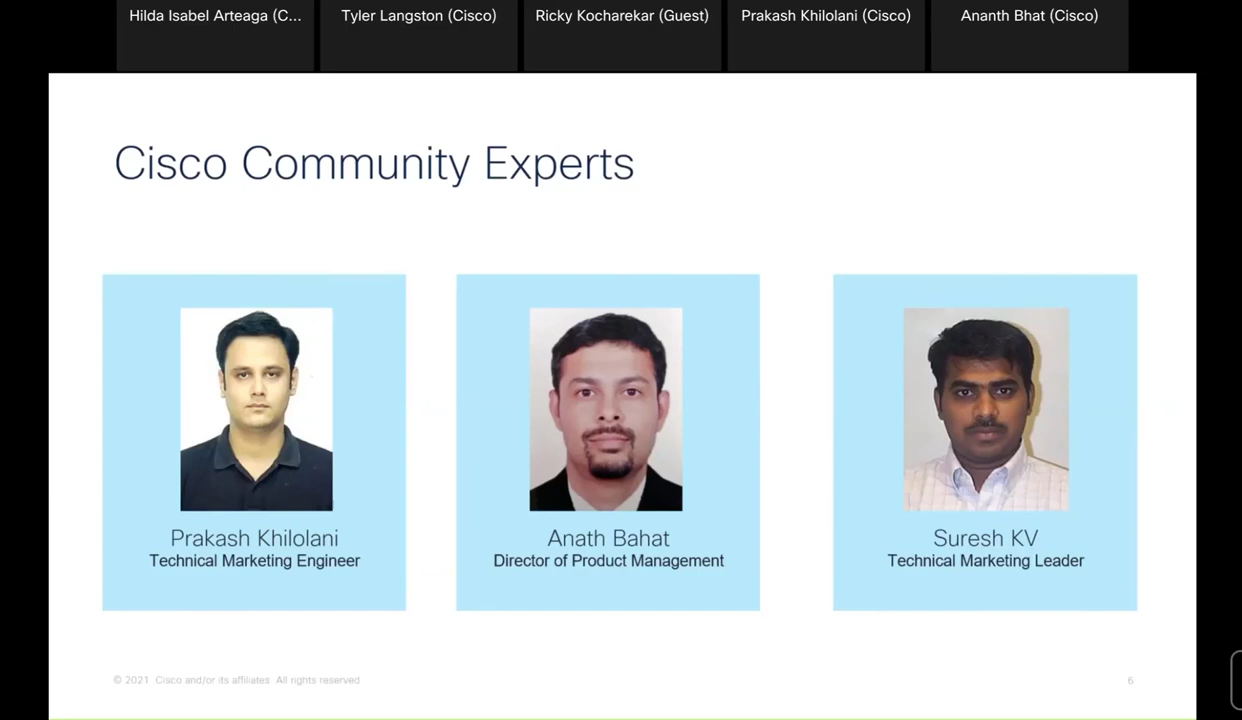 Hilda Isabel Arteaga (C...
Tyler Langston (Cisco)
Ricky Kocharekar (Guest)
Prakash Khilolani (Cisco)
Ananth Bhat (Cisco)
Cisco Community Experts
Prakash Khilolani
Technical Marketing Engineer
Anath Bahat
Director of Product Management
Suresh KV
Technical Marketing Leader
© 2021 Cisco and/or its affiliates All rights reserved
6